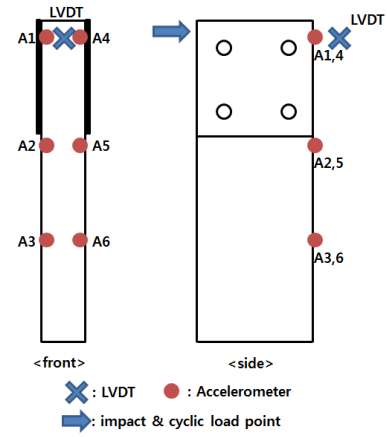 LVDT
A1
A4
A2
A5
A3
A6
<front>
LVDT
A1,4
A2,5
A3,6
<side>
: LVDT
: Accelerometer
: impact & cyclic load point